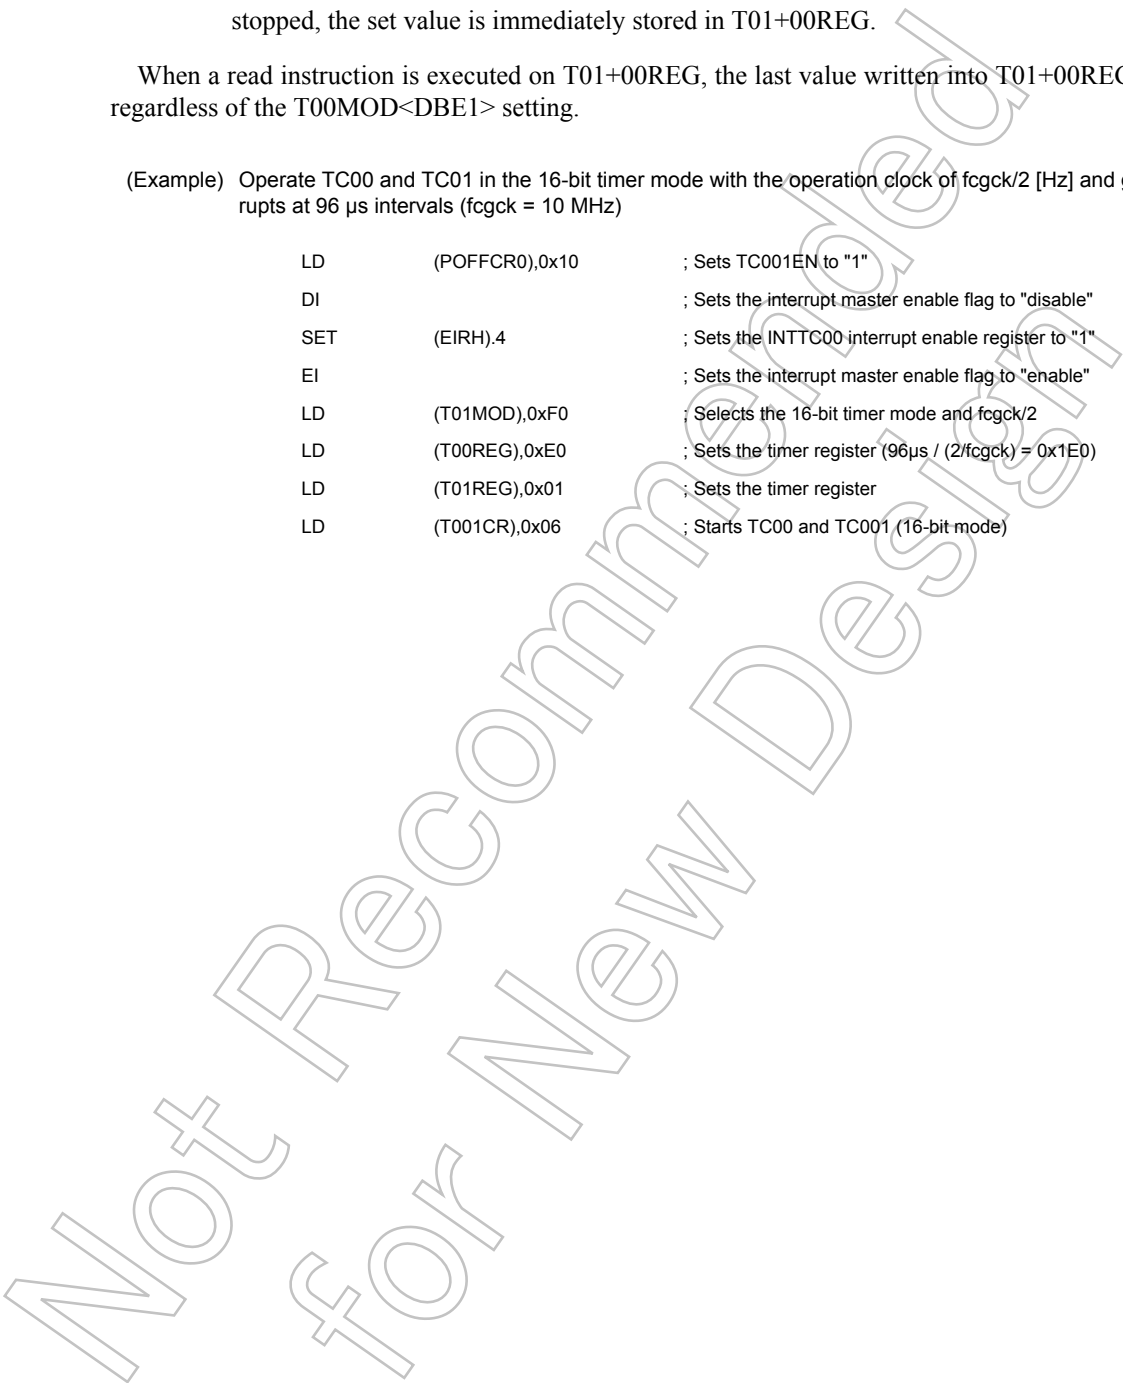 stopped, the set value is immediately stored in T01+00REG.
When a read instruction is executed on T01+00REG, the last value written into T01+00REG
regardless of the T00MOD<DBE1> setting.
(Example) Operate TC00 and TC01 in the 16-bit timer mode with the operation clock of fcgck/2 [Hz] and
rupts at 96 µs intervals (fcgck = 10 MHz)
LD (POFFCR0),0x10 ; Sets TC001EN to "1"
DI ; Sets the interrupt master enable flag to "disable"
SET (EIRH).4 ; Sets the INTTC00 interrupt enable register to "1"
EI ; Sets the interrupt master enable flag to "enable"
LD (T01MOD),0xF0 ; Selects the 16-bit timer mode and fcgck/2
LD (T00REG),0xE0 ; Sets the timer register (96µs / (2/fcgck) = 0x1E0)
LD (T01REG),0x01 ; Sets the timer register
LD (T001CR),0x06 ; Starts TC00 and TC001 (16-bit mode)
Not Recommended
for New Design